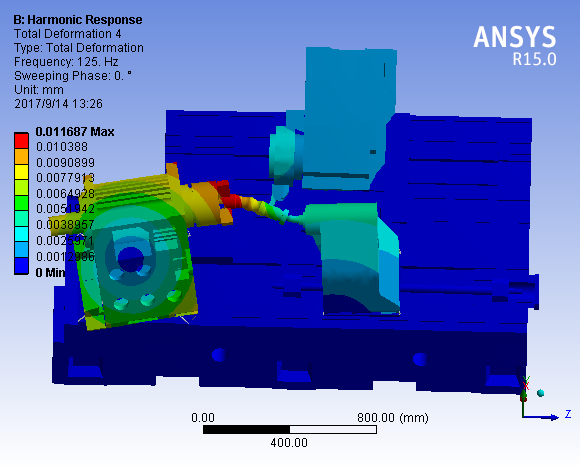 B: Harmonic Response
Total Deformation 4
Type: Total Deformation
Frequency: 125. Hz
Sweeping Phase: 0. °
Unit: mm
2017/9/14 13:26
ANSYS
R15.0
0.011687 Max
0.010388
0.0090899
0.0077913
0.0064928
0.0051942
0.0038957
0.0025971
0.0012986
0 Min
0.00
800.00 (mm)
400.00
Y
X
Z